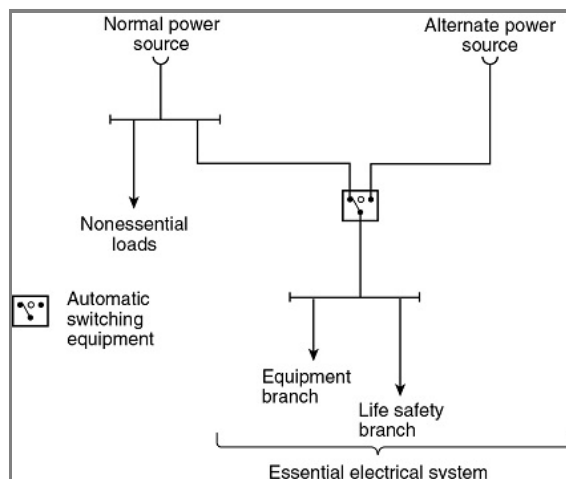 Normal power
source
Alternate power
source
Nonessential
loads
Automatic
switching
equipment
Equipment
branch
Life safety
branch
Essential electrical system